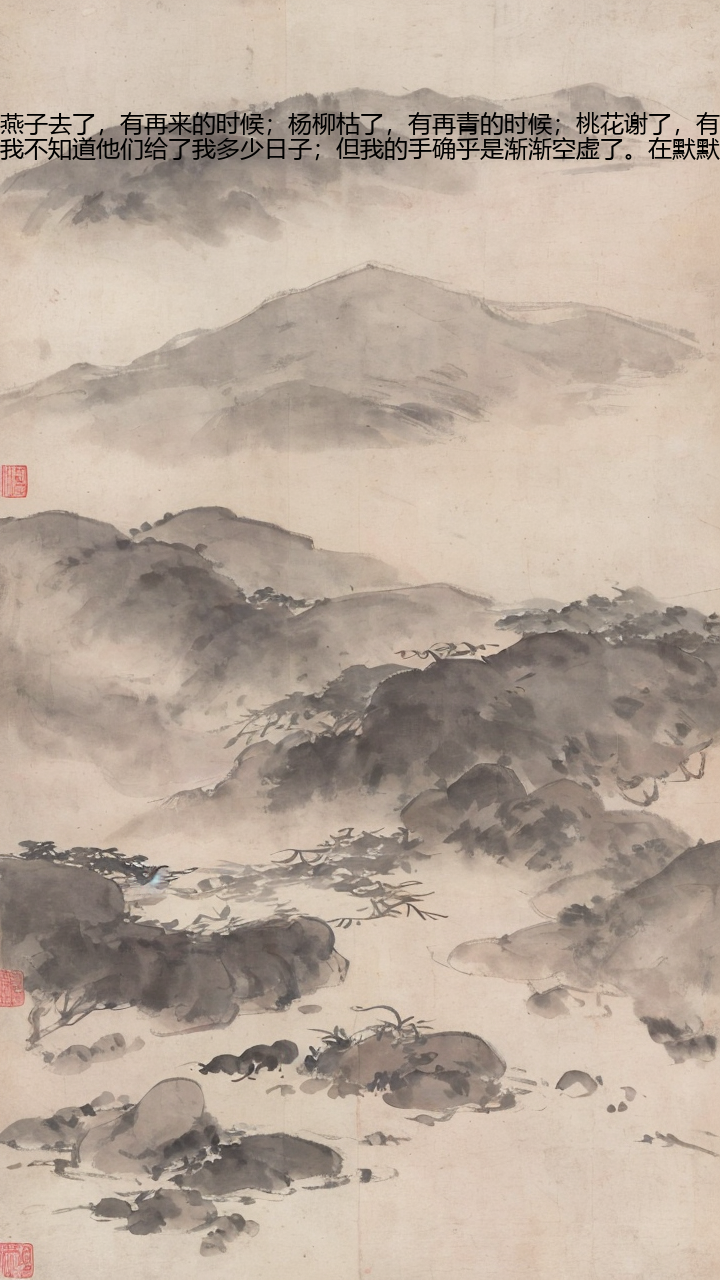 燕子去了，有再来的时候；杨柳枯了，有再青的时候；桃花谢了，有
我不知道他们给了我多少日子；但我的手确乎是渐渐空虚了。在默默